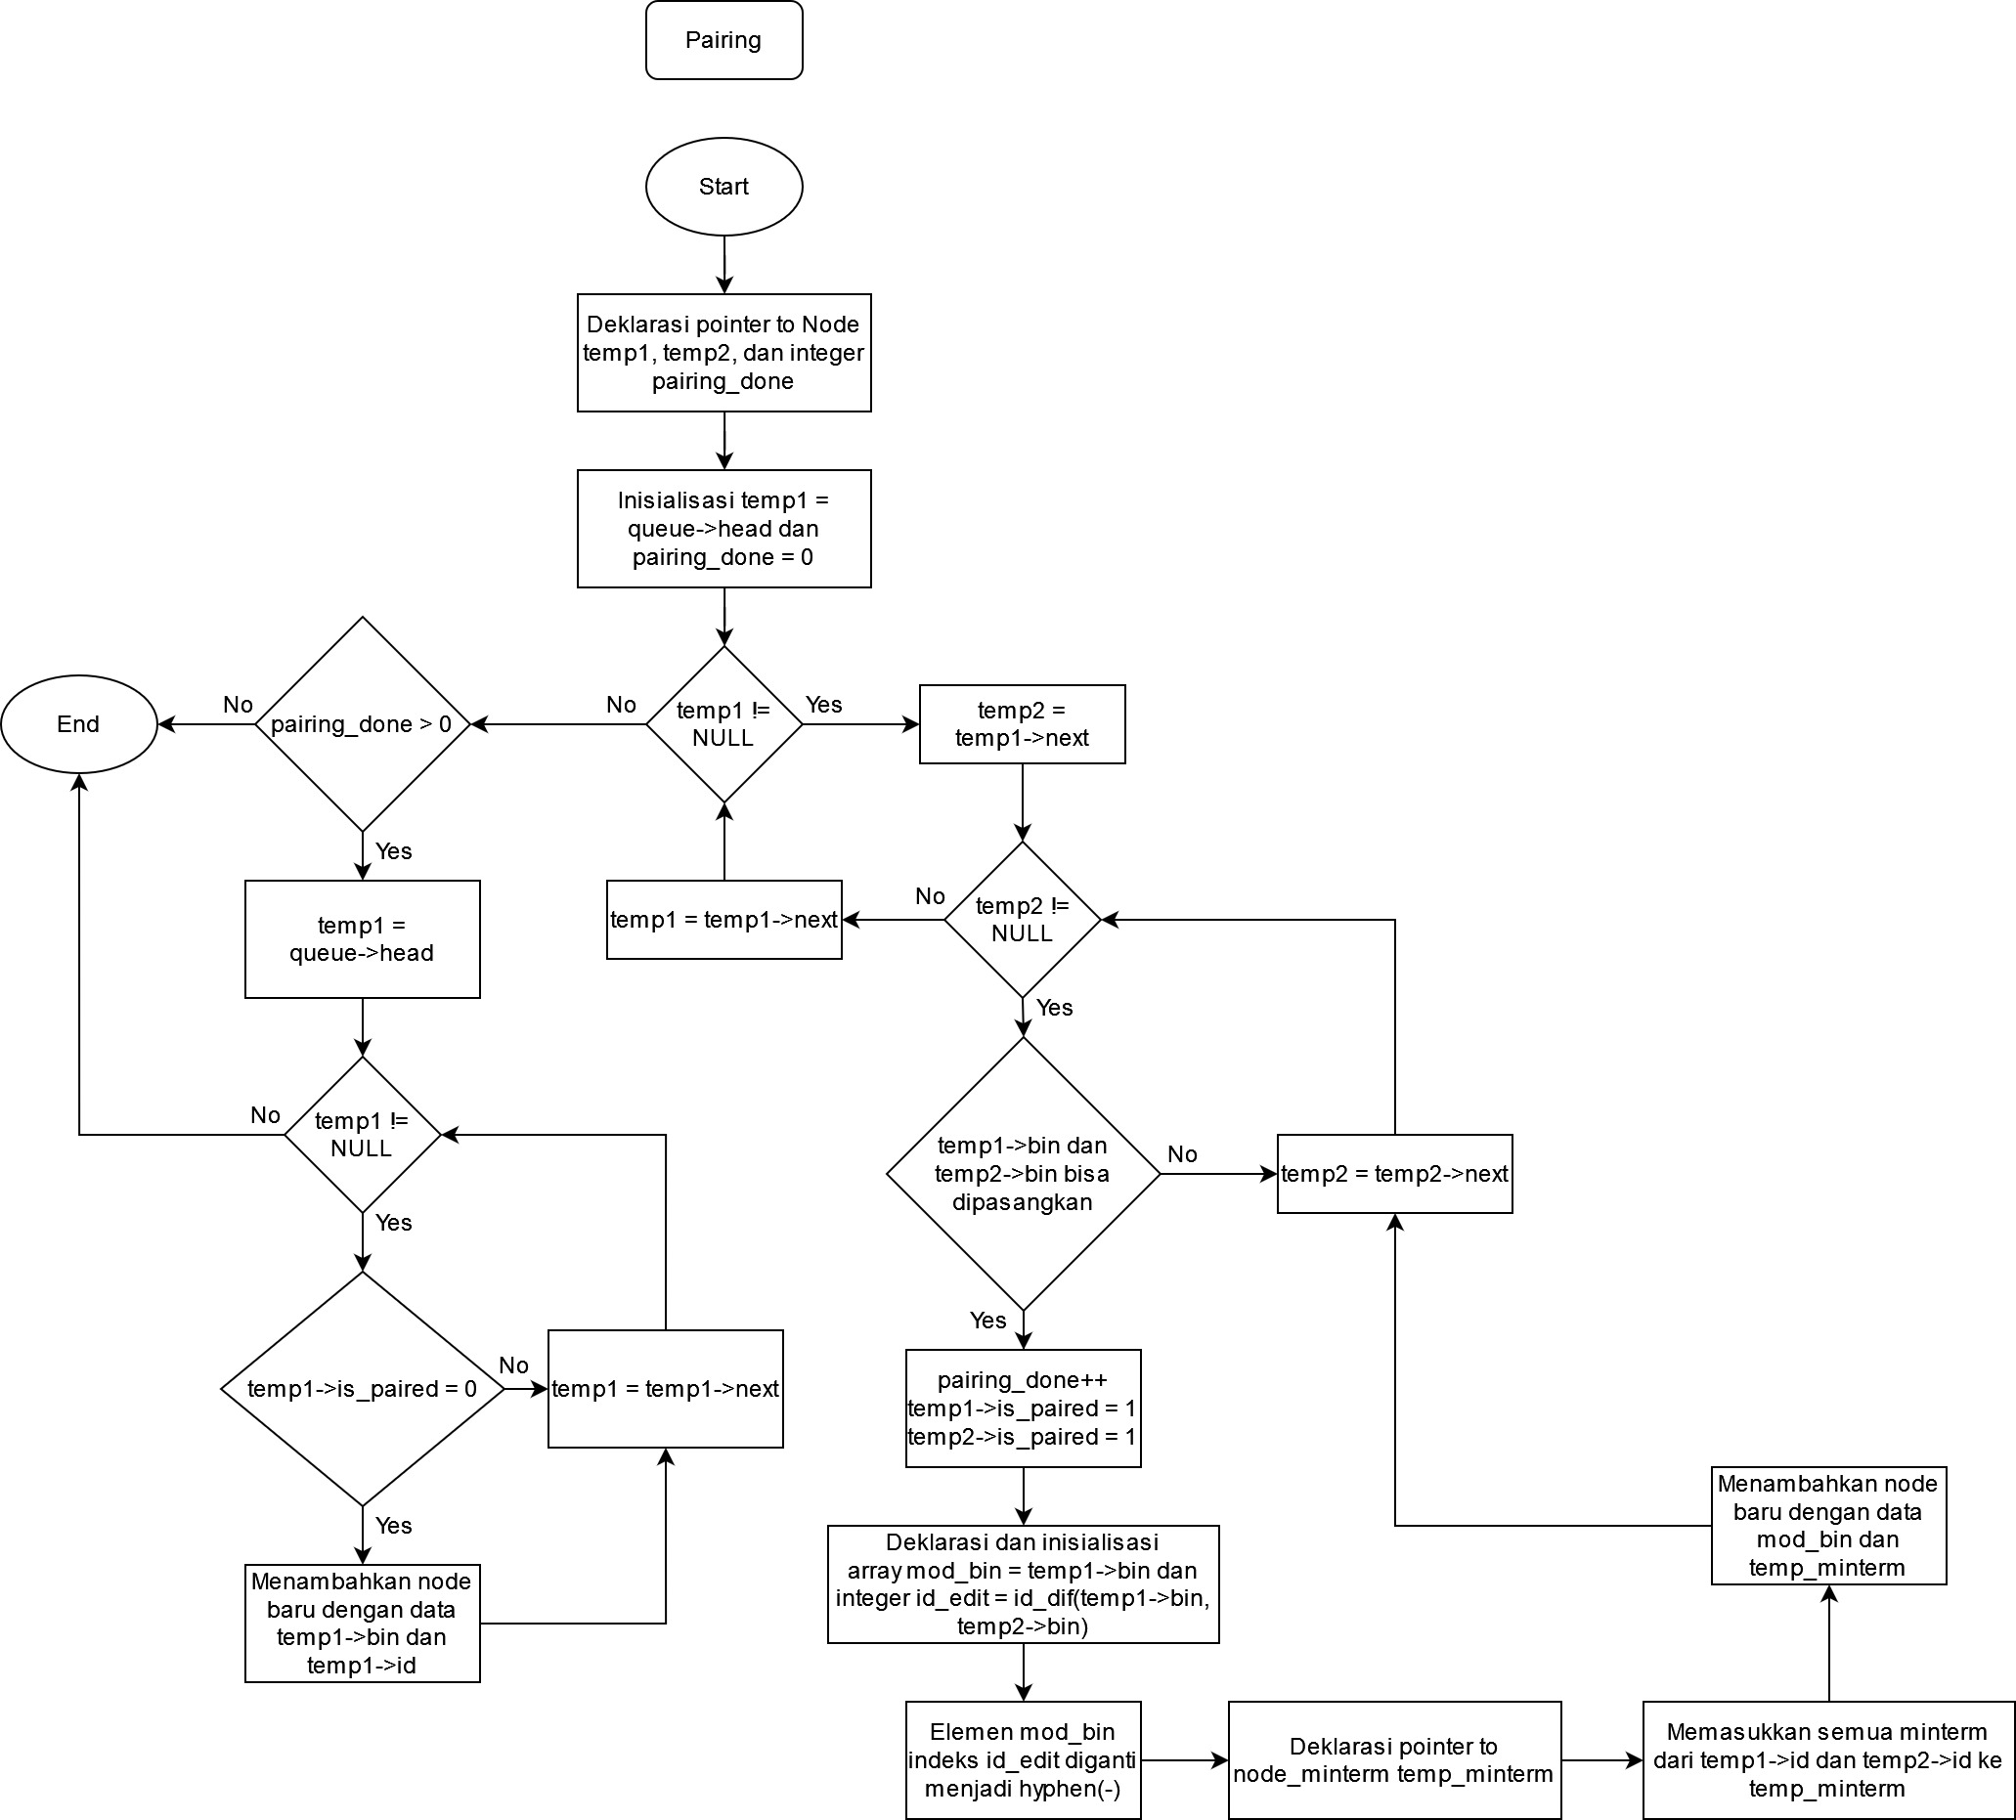 Pairing
Start
Deklarasi pointer to Node
temp1, temp2, dan integer
pairing_done
Inisialisasi temp1 =
queue->head dan
pairing_done = 0
End
No
pairing_done > 0
No
temp1 !=
NULL
Yes
temp2 =
temp1->next
Yes
temp1 =
queue->head
temp1 = temp1->next
No
temp2 !=
NULL
Yes
No
temp1 !=
NULL
Yes
temp1->bin dan
temp2->bin bisa
dipasangkan
No
temp2 = temp2->next
Yes
temp1->is_paired = 0
No
temp1 = temp1->next
pairing_done++
temp1->is_paired = 1
temp2->is_paired = 1
Yes
Menambahkan node
baru dengan data
temp1->bin dan
temp1->id
Deklarasi dan inisialisasi
array mod_bin = temp1->bin dan
integer id_edit = id_dif(temp1->bin,
temp2->bin)
Menambahkan node
baru dengan data
mod_bin dan
temp_minterm
Elemen mod_bin
indeks id_edit diganti
menjadi hyphen(-)
Deklarasi pointer to
node_minterm temp_minterm
Memasukkan semua minterm
dari temp1->id dan temp2->id ke
temp_minterm